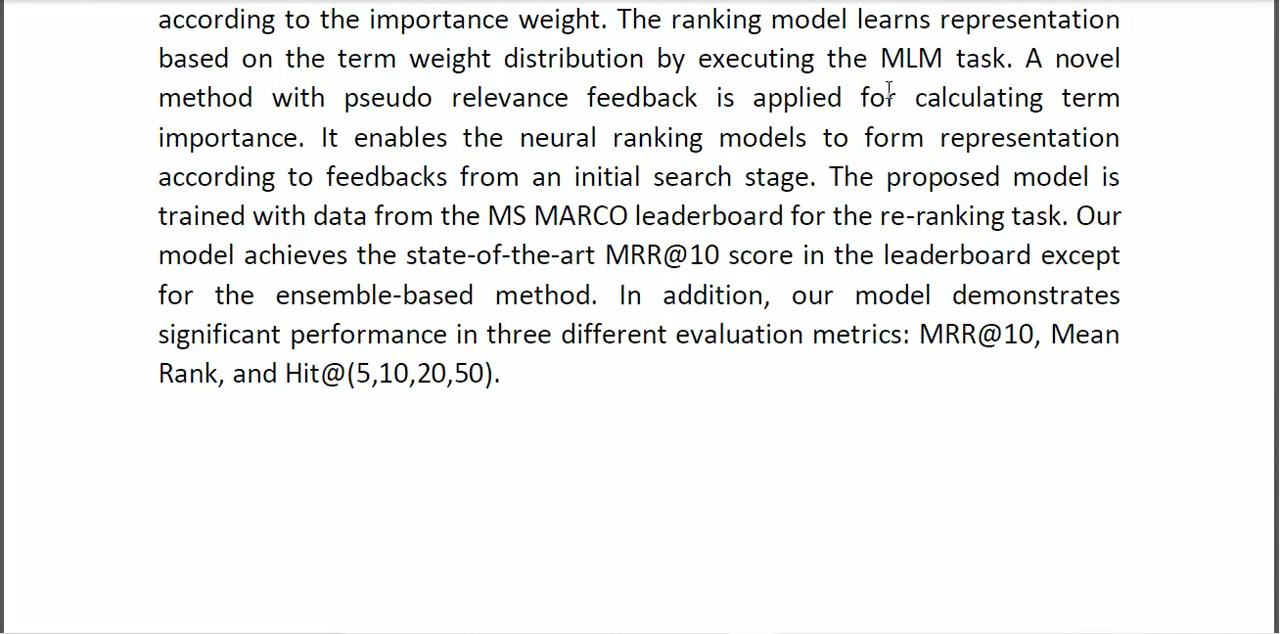 according to the importance weight. The ranking model learns representation
based on the term weight distribution by executing the MLM task. A novel
method with pseudo relevance feedback is applied for calculating term
importance. It enables the neural ranking models to form representation
according to feedbacks from an initial search stage. The proposed model is
trained with data from the MS MARCO leaderboard for the re-ranking task. Our
model achieves the state-of-the-art MRR@10 score in the leaderboard except
for the ensemble-based method. In addition, our model demonstrates
significant performance in three different evaluation metrics: MRR@10, Mean
Rank, and Hit@(5,10,20,50).